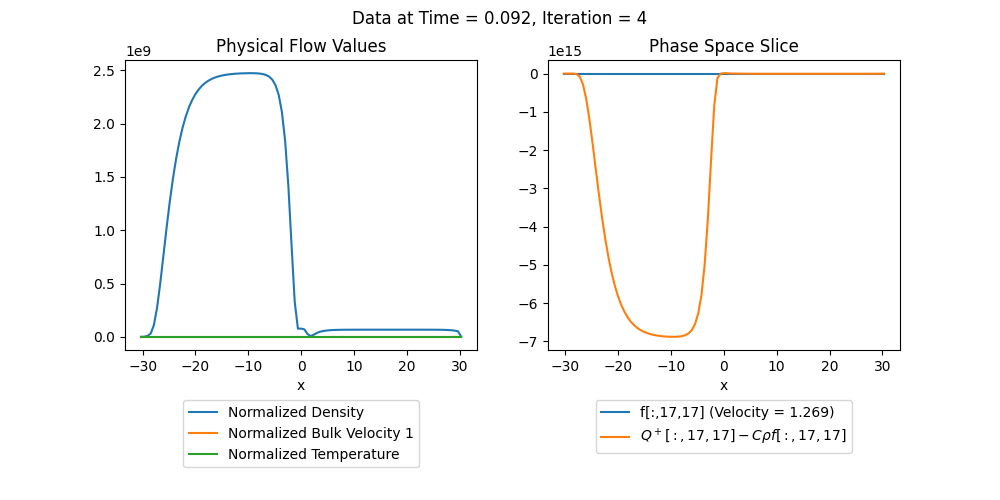 Data at Time = 0.092, Iteration = 4
Physical Flow Values
1e9
2.5
2.0
1.5
1.0
0.5
0.0
−30 −20 −10 0 10 20 30
x
Normalized Density
Normalized Bulk Velocity 1
Normalized Temperature
Phase Space Slice
1e15
0
−1
−2
−3
−4
−5
−6
−7
−30 −20 −10 0 10 20 30
x
f[:,17,17] (Velocity = 1.269)
Q⁺[:, 17, 17] − Cρf[:, 17, 17]